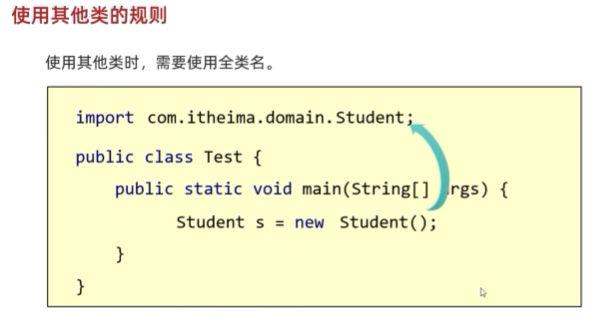 使用其他类的规则
使用其他类时，需要使用全类名。
import com.itheima.domain.Student;
public class Test {
public static void main(String[] rgs) {
Student s = new Student();
}
}